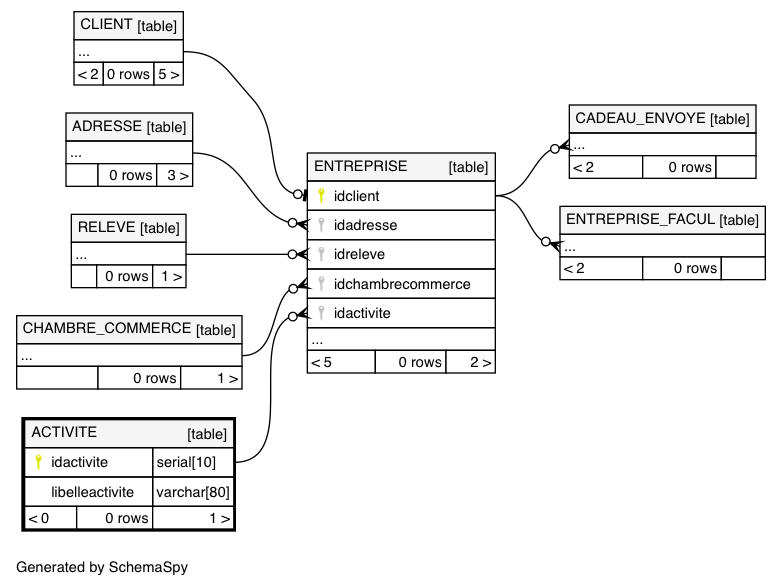 CLIENT [table]
...
< 2 0 rows 5 >
ADRESSE [table]
...
0 rows 3 >
RELEVE [table]
...
0 rows 1 >
CHAMBRE_COMMERCE [table]
...
0 rows 1 >
ACTIVITE [table]
idactivite serial[10]
libelleactivite varchar[80]
< 0 0 rows 1 >
ENTREPRISE [table]
idclient
idadresse
idreleve
idchambrecommerce
idactivite
...
< 5 0 rows 2 >
CADEAU_ENVOYE [table]
...
< 2 0 rows
ENTREPRISE_FACUL [table]
...
< 2 0 rows
Generated by SchemaSpy